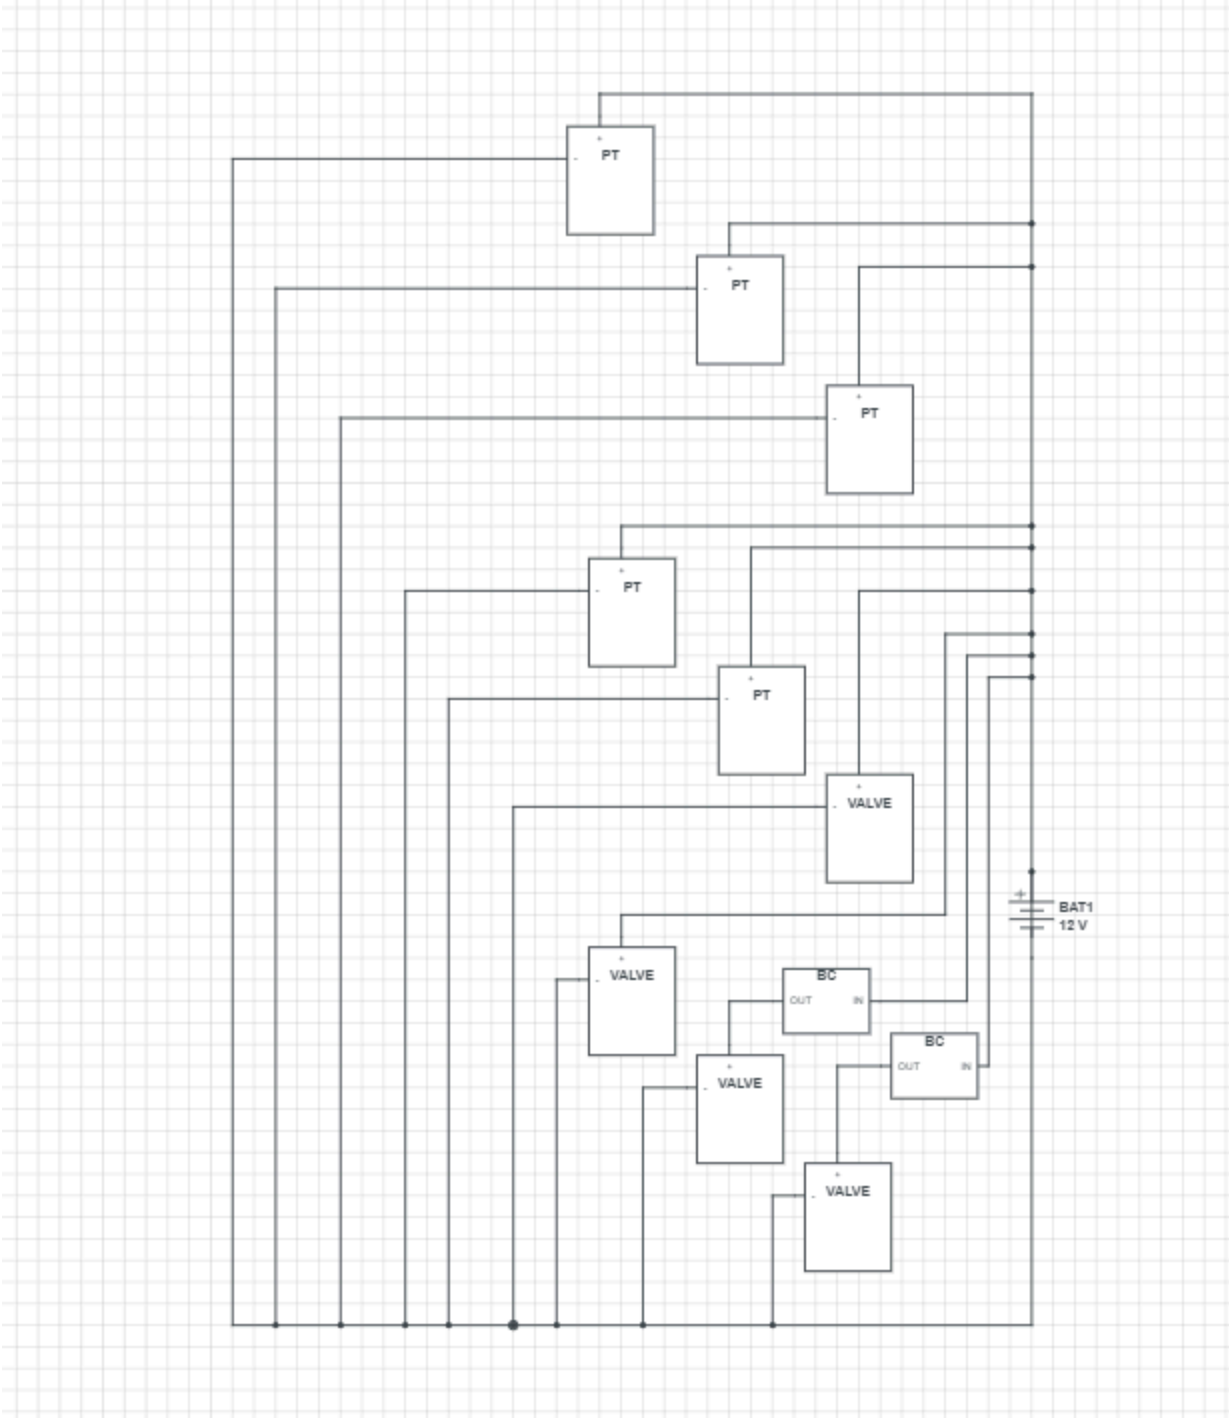 +
PT
-
+
PT
-
+
PT
-
+
PT
-
+
PT
-
+
VALVE
-
+
BAT1
12 V
+
VALVE
-
BC
OUT IN
BC
OUT IN
+
VALVE
-
+
VALVE
-